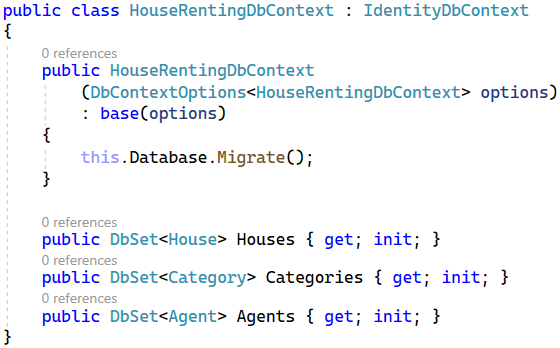 public class HouseRentingDbContext : IdentityDbContext
{
0 references
public HouseRentingDbContext
(DbContextOptions<HouseRentingDbContext> options)
: base(options)
{
this.Database.Migrate();
}
0 references
public DbSet<House> Houses { get; init; }
0 references
public DbSet<Category> Categories { get; init; }
0 references
public DbSet<Agent> Agents { get; init; }
}